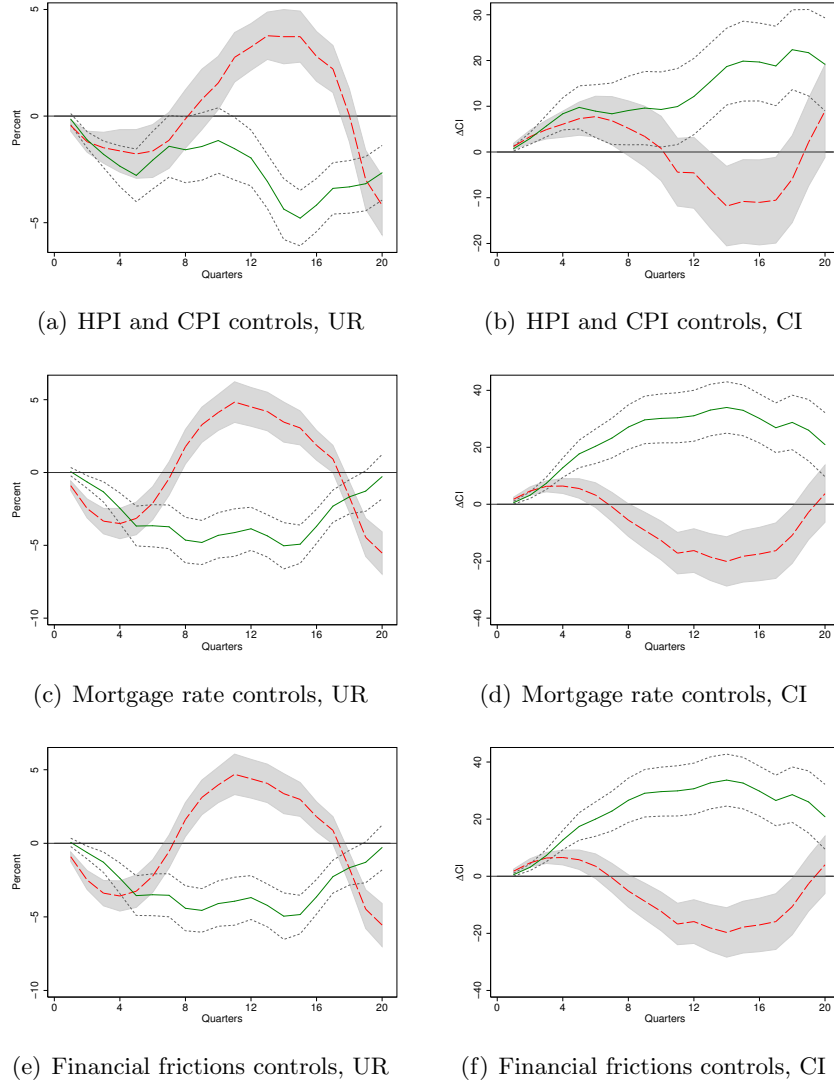 5
0
−5
Percent
0 4 8 12 16 20
Quarters
(a) HPI and CPI controls, UR
30
20
10
0
−10
−20
ΔCI
0 4 8 12 16 20
Quarters
(b) HPI and CPI controls, CI
5
0
−5
−10
Percent
0 4 8 12 16 20
Quarters
(c) Mortgage rate controls, UR
40
20
0
−20
−40
ΔCI
0 4 8 12 16 20
Quarters
(d) Mortgage rate controls, CI
5
0
−5
−10
Percent
0 4 8 12 16 20
Quarters
(e) Financial frictions controls, UR
40
20
0
−20
−40
ΔCI
0 4 8 12 16 20
Quarters
(f) Financial frictions controls, CI